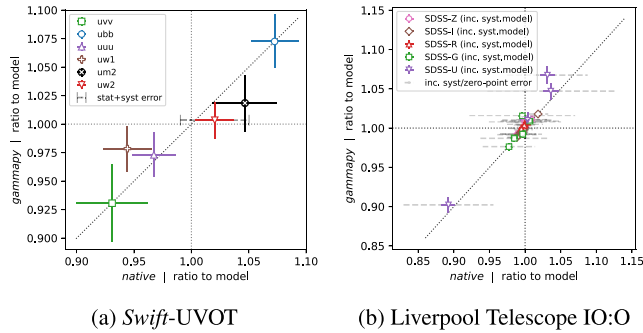 1.100
1.075
1.050
1.025
1.000
0.975
0.950
0.925
0.900
gammapy | ratio to model
uvv
ubb
uuu
uw1
um2
uw2
stat+syst error
0.90 0.95 1.00 1.05 1.10
native | ratio to model
(a) Swift-UVOT
1.15
1.10
1.05
1.00
0.95
0.90
0.85
gammapy | ratio to model
SDSS-Z (inc. syst.model)
SDSS-I (inc. syst.model)
SDSS-R (inc. syst.model)
SDSS-G (inc. syst.model)
SDSS-U (inc. syst.model)
inc. syst/zero-point error
0.85 0.90 0.95 1.00 1.05 1.10 1.15
native | ratio to model
(b) Liverpool Telescope IO:O